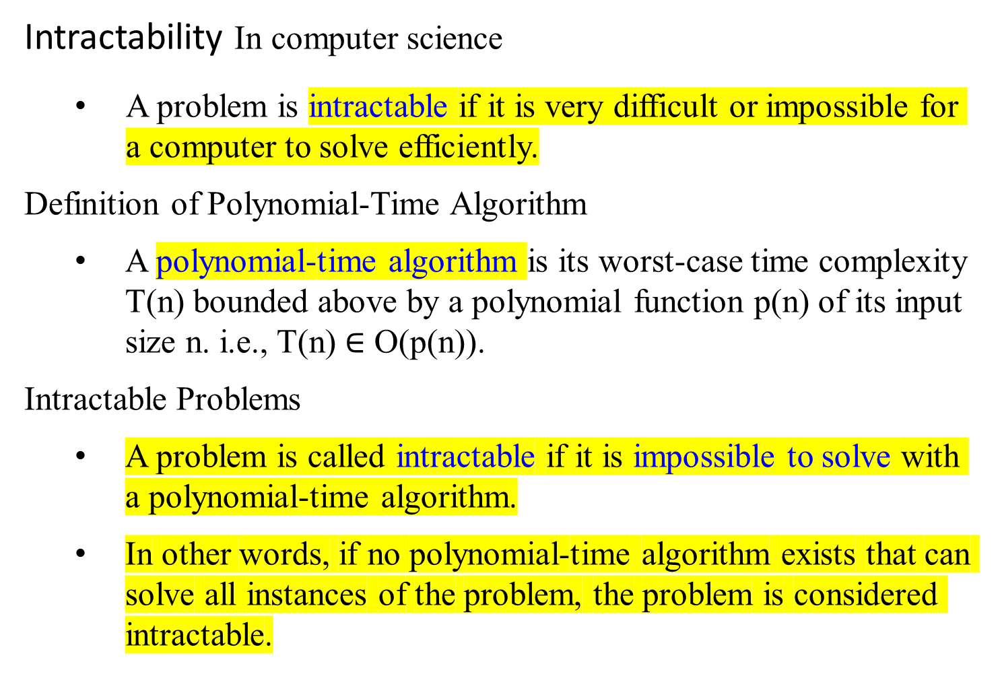 Intractability In computer science
• A problem is intractable if it is very difficult or impossible for
a computer to solve efficiently.
Definition of Polynomial-Time Algorithm
• A polynomial-time algorithm is its worst-case time complexity
T(n) bounded above by a polynomial function p(n) of its input
size n. i.e., T(n) ∈ O(p(n)).
Intractable Problems
• A problem is called intractable if it is impossible to solve with
a polynomial-time algorithm.
• In other words, if no polynomial-time algorithm exists that can
solve all instances of the problem, the problem is considered
intractable.